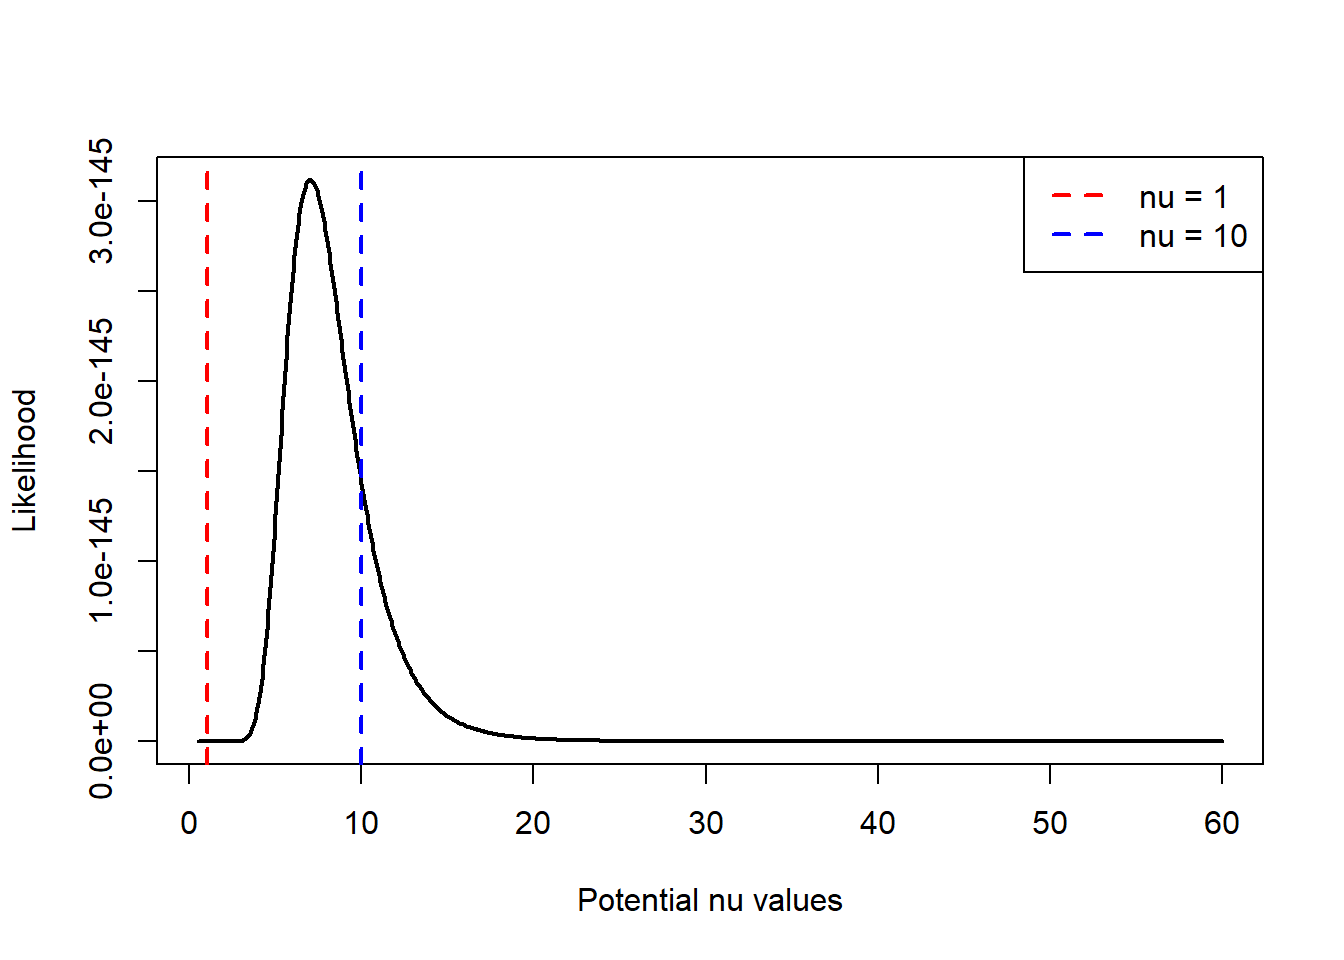 nu = 1
nu = 10
Likelihood
3.0e-145
2.0e-145
1.0e-145
0.0e+00
0 10 20 30 40 50 60
Potential nu values